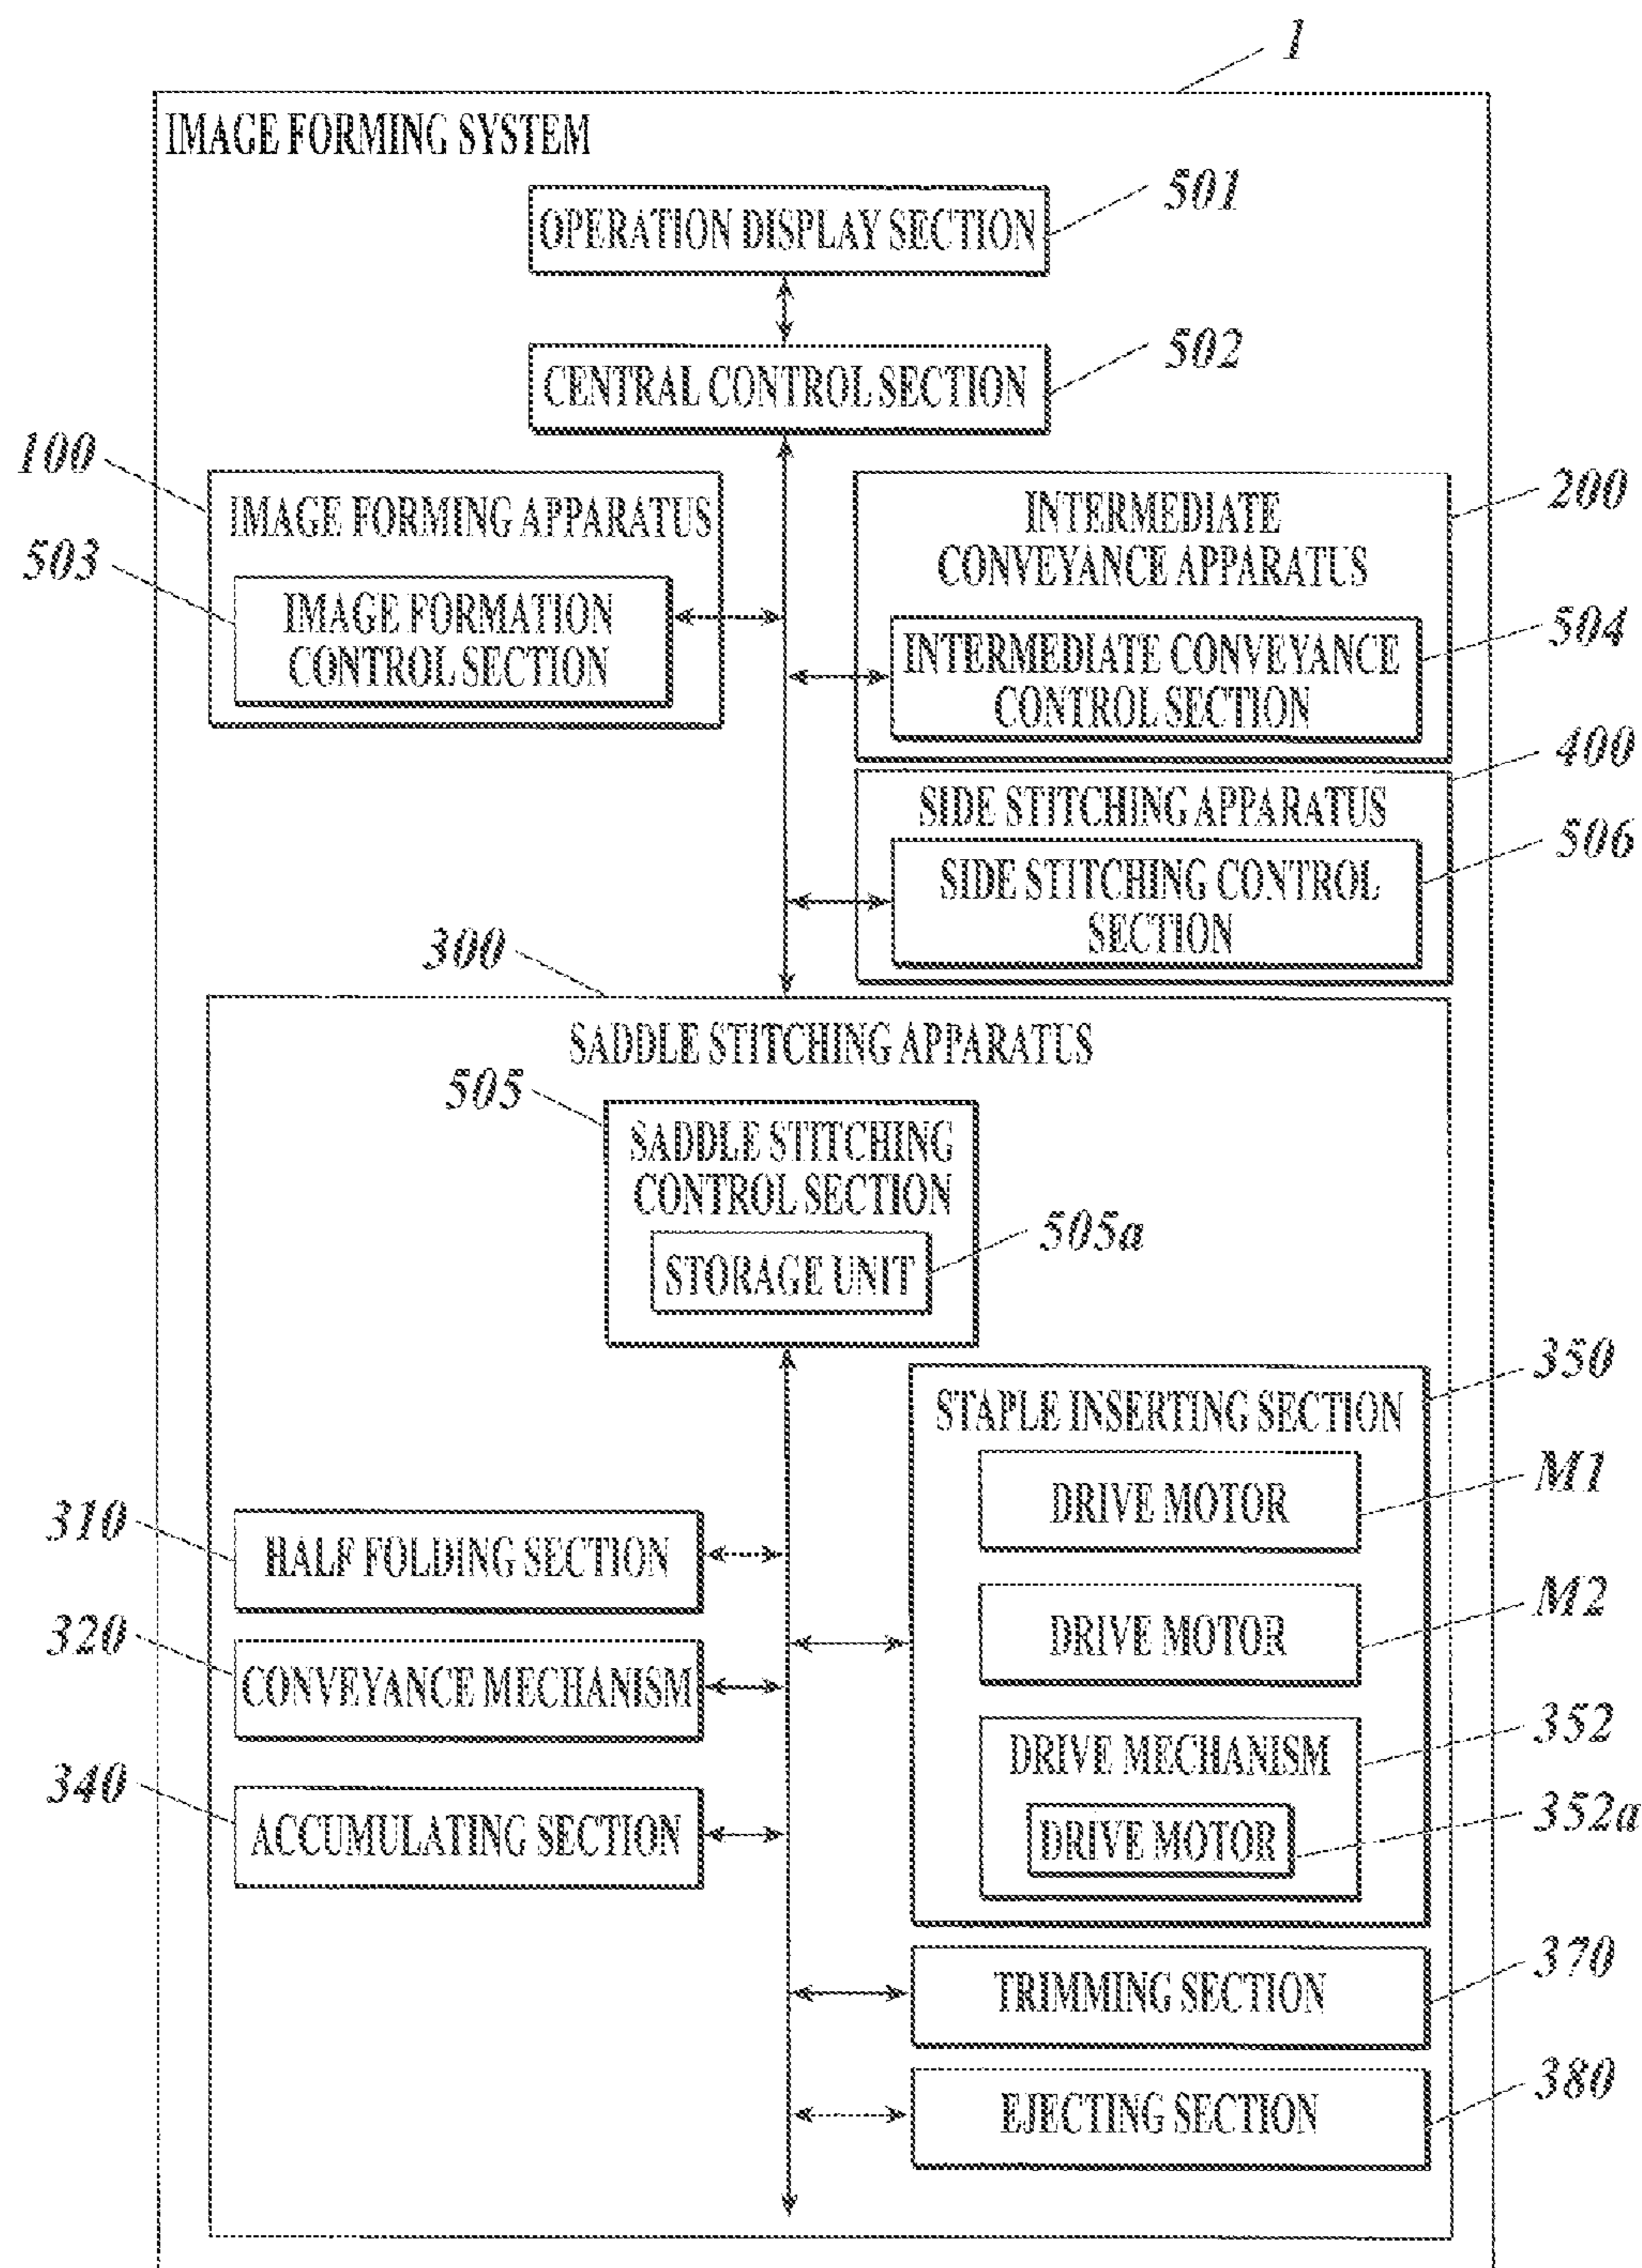 1
IMAGE FORMING SYSTEM
501
OPERATION DISPLAY SECTION
502
CENTRAL CONTROL SECTION
100
IMAGE FORMING APPARATUS
503
IMAGE FORMATION
CONTROL SECTION
200
INTERMEDIATE
CONVEYANCE APPARATUS
504
INTERMEDIATE CONVEYANCE
CONTROL SECTION
400
SIDE STITCHING APPARATUS
506
SIDE STITCHING CONTROL
SECTION
300
SADDLE STITCHING APPARATUS
505
SADDLE STITCHING
CONTROL SECTION
505a
STORAGE UNIT
350
STAPLE INSERTING SECTION
M1
DRIVE MOTOR
310
HALF FOLDING SECTION
M2
DRIVE MOTOR
320
CONVEYANCE MECHANISM
352
DRIVE MECHANISM
340
ACCUMULATING SECTION
352a
DRIVE MOTOR
370
TRIMMING SECTION
380
EJECTING SECTION